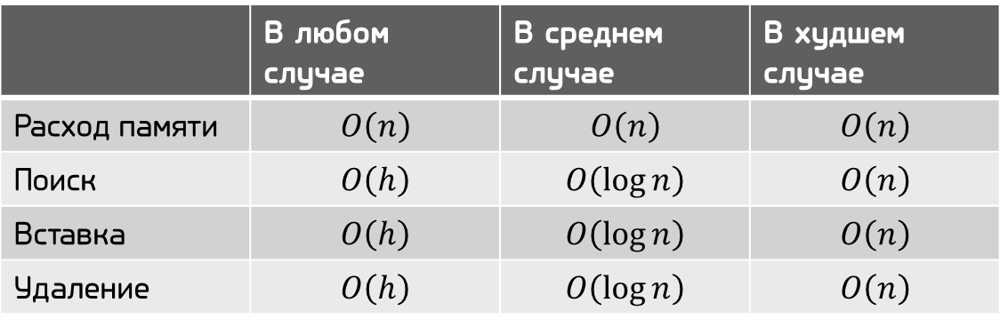 В любом случае В среднем случае В худшем случае
Расход памяти O(n) O(n) O(n)
Поиск O(h) O(log n) O(n)
Вставка O(h) O(log n) O(n)
Удаление O(h) O(log n) O(n)